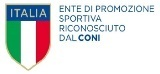 ITALIA
ENTE DI PROMOZIONE
SPORTIVA
RICONOSCIUTO
DAL CONI